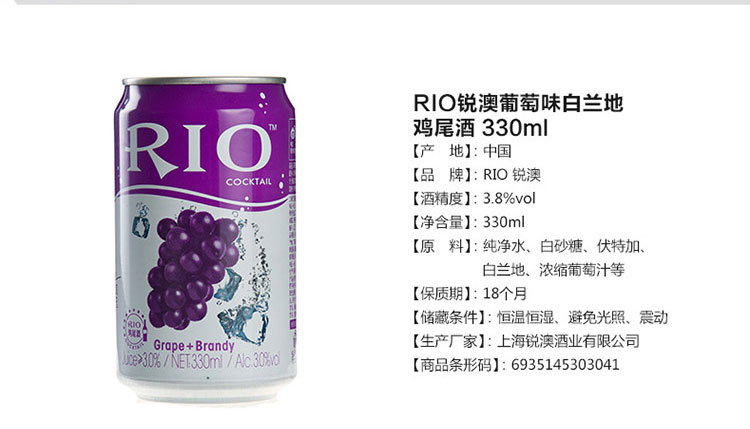 RIO™
COCKTAIL
RIO
鸡尾酒
COCKTAIL
Grape+Brandy
Juice≥3.0% / NET:330ml / Alc.3.0%vol
RIO锐澳葡萄味白兰地
鸡尾酒 330ml
【产　地】：中国
【品　牌】：RIO 锐澳
【酒精度】：3.8%vol
【净含量】：330ml
【原　料】：纯净水、白砂糖、伏特加、
白兰地、浓缩葡萄汁等
【保质期】：18个月
【储藏条件】：恒温恒湿、避免光照、震动
【生产厂家】：上海锐澳酒业有限公司
【商品条形码】：6935145303041